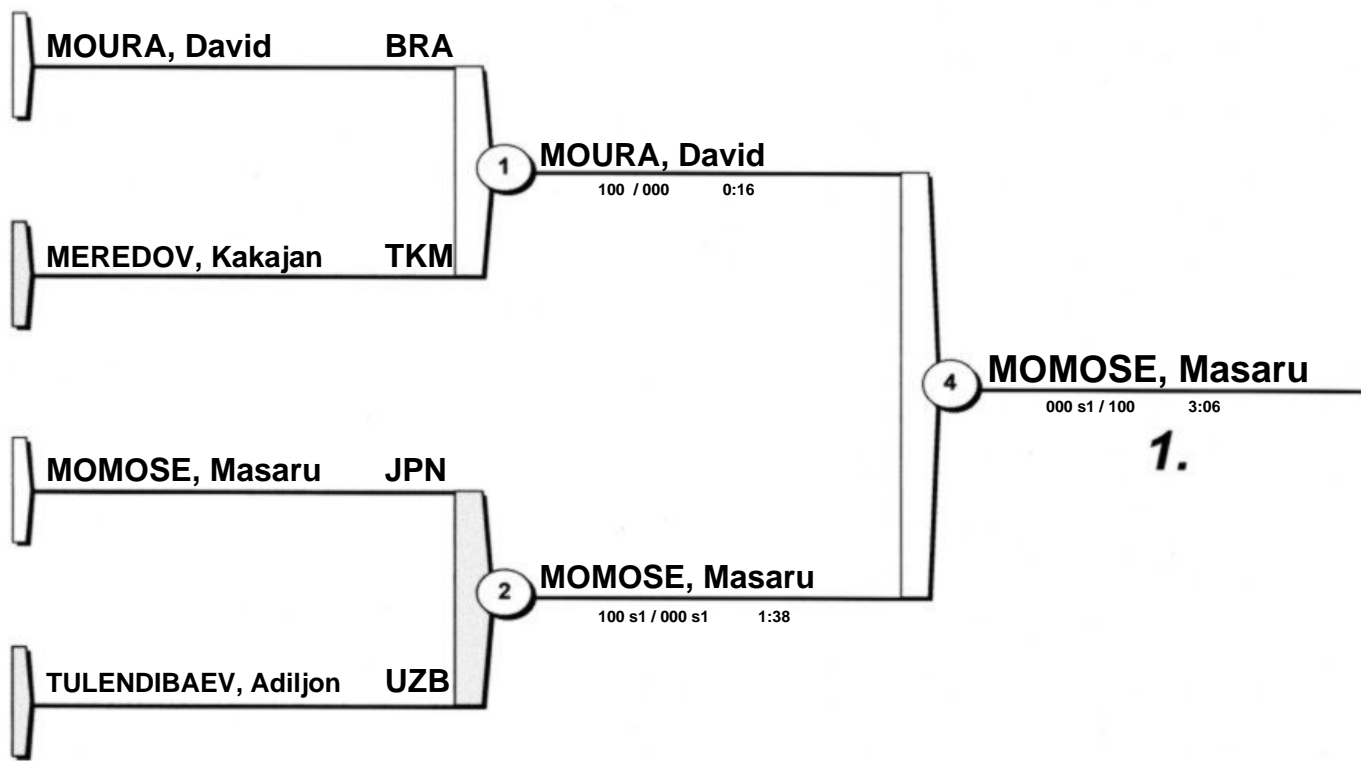 MOURA, David BRA
1
MOURA, David
100 / 000 0:16
MEREDOV, Kakajan TKM
4
MOMOSE, Masaru
000 s1 / 100 3:06
1.
MOMOSE, Masaru JPN
2
MOMOSE, Masaru
100 s1 / 000 s1 1:38
TULENDIBAEV, Adiljon UZB